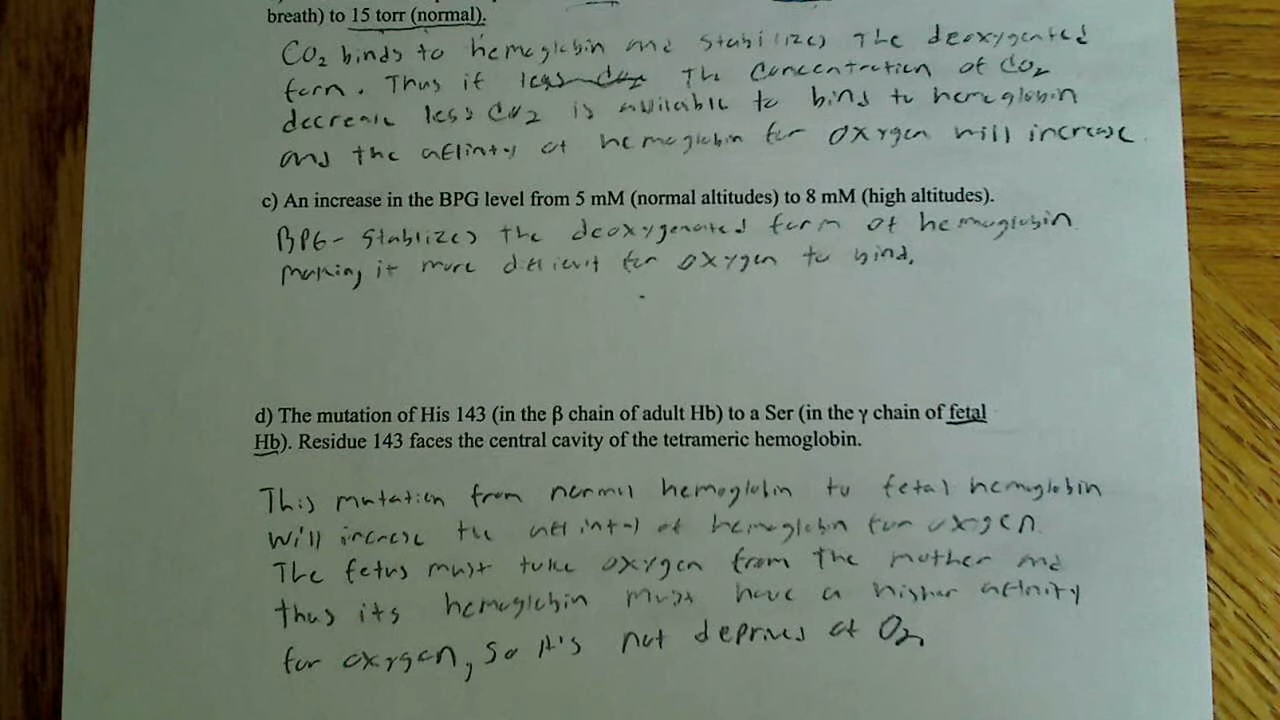 breath) to 15 torr (normal).
CO2 binds to hemoglobin and stabilizes the deoxygented
form. Thus if less the Concentration of CO2
decrease less CO2 is available to bind to hemeglobin
and the affinty of hemoglobin for oxygen will increase.
c) An increase in the BPG level from 5 mM (normal altitudes) to 8 mM (high altitudes).
BPG- stablizes the deoxygenated form of hemoglobin
making it more difficult for oxygen to bind.
d) The mutation of His 143 (in the β chain of adult Hb) to a Ser (in the γ chain of fetal
Hb). Residue 143 faces the central cavity of the tetrameric hemoglobin.
This mutation from normal hemoglobin to fetal hemoglobin
will increase the affinity of hemoglobin for oxygen.
The fetus must take oxygen from the mother and
thus its hemoglobin must have a higher affinity
for oxygen, so it's not deprived of O2